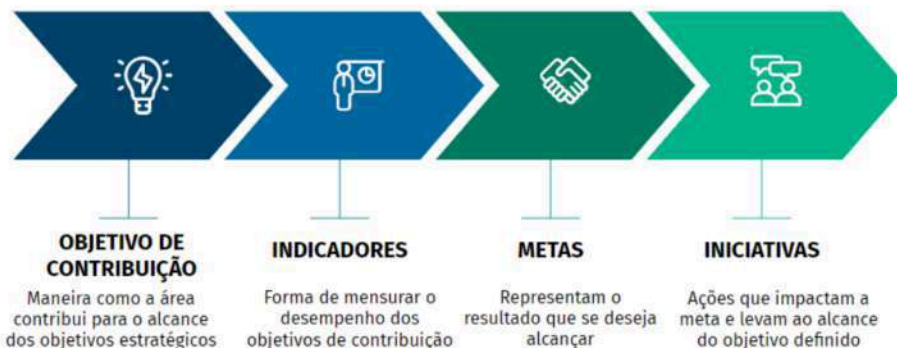 OBJETIVO DE
CONTRIBUIÇÃO
Maneira como a área
contribui para o alcance
dos objetivos estratégicos
INDICADORES
Forma de mensurar o
desempenho dos
objetivos de contribuição
METAS
Representam o
resultado que se deseja
alcançar
INICIATIVAS
Ações que impactam a
meta e levam ao alcance
do objetivo definido